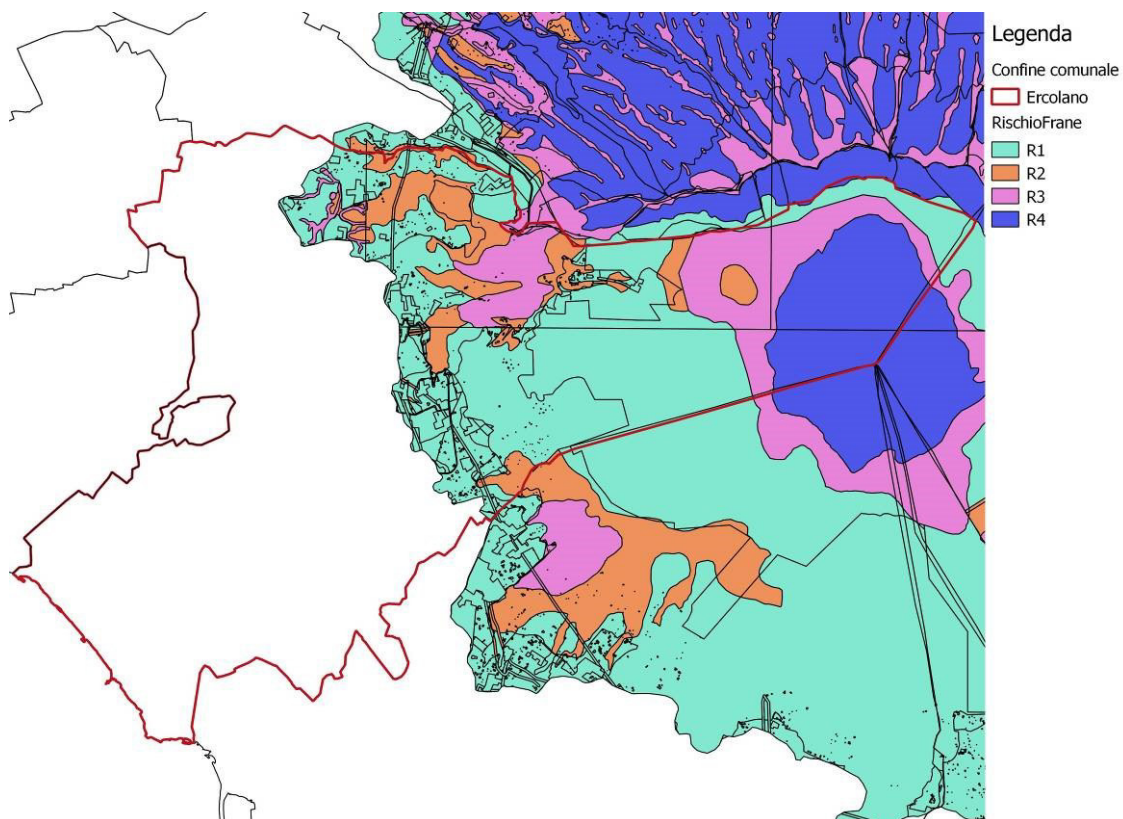 Legenda
Confine comunale
Ercolano
RischioFrane
R1
R2
R3
R4